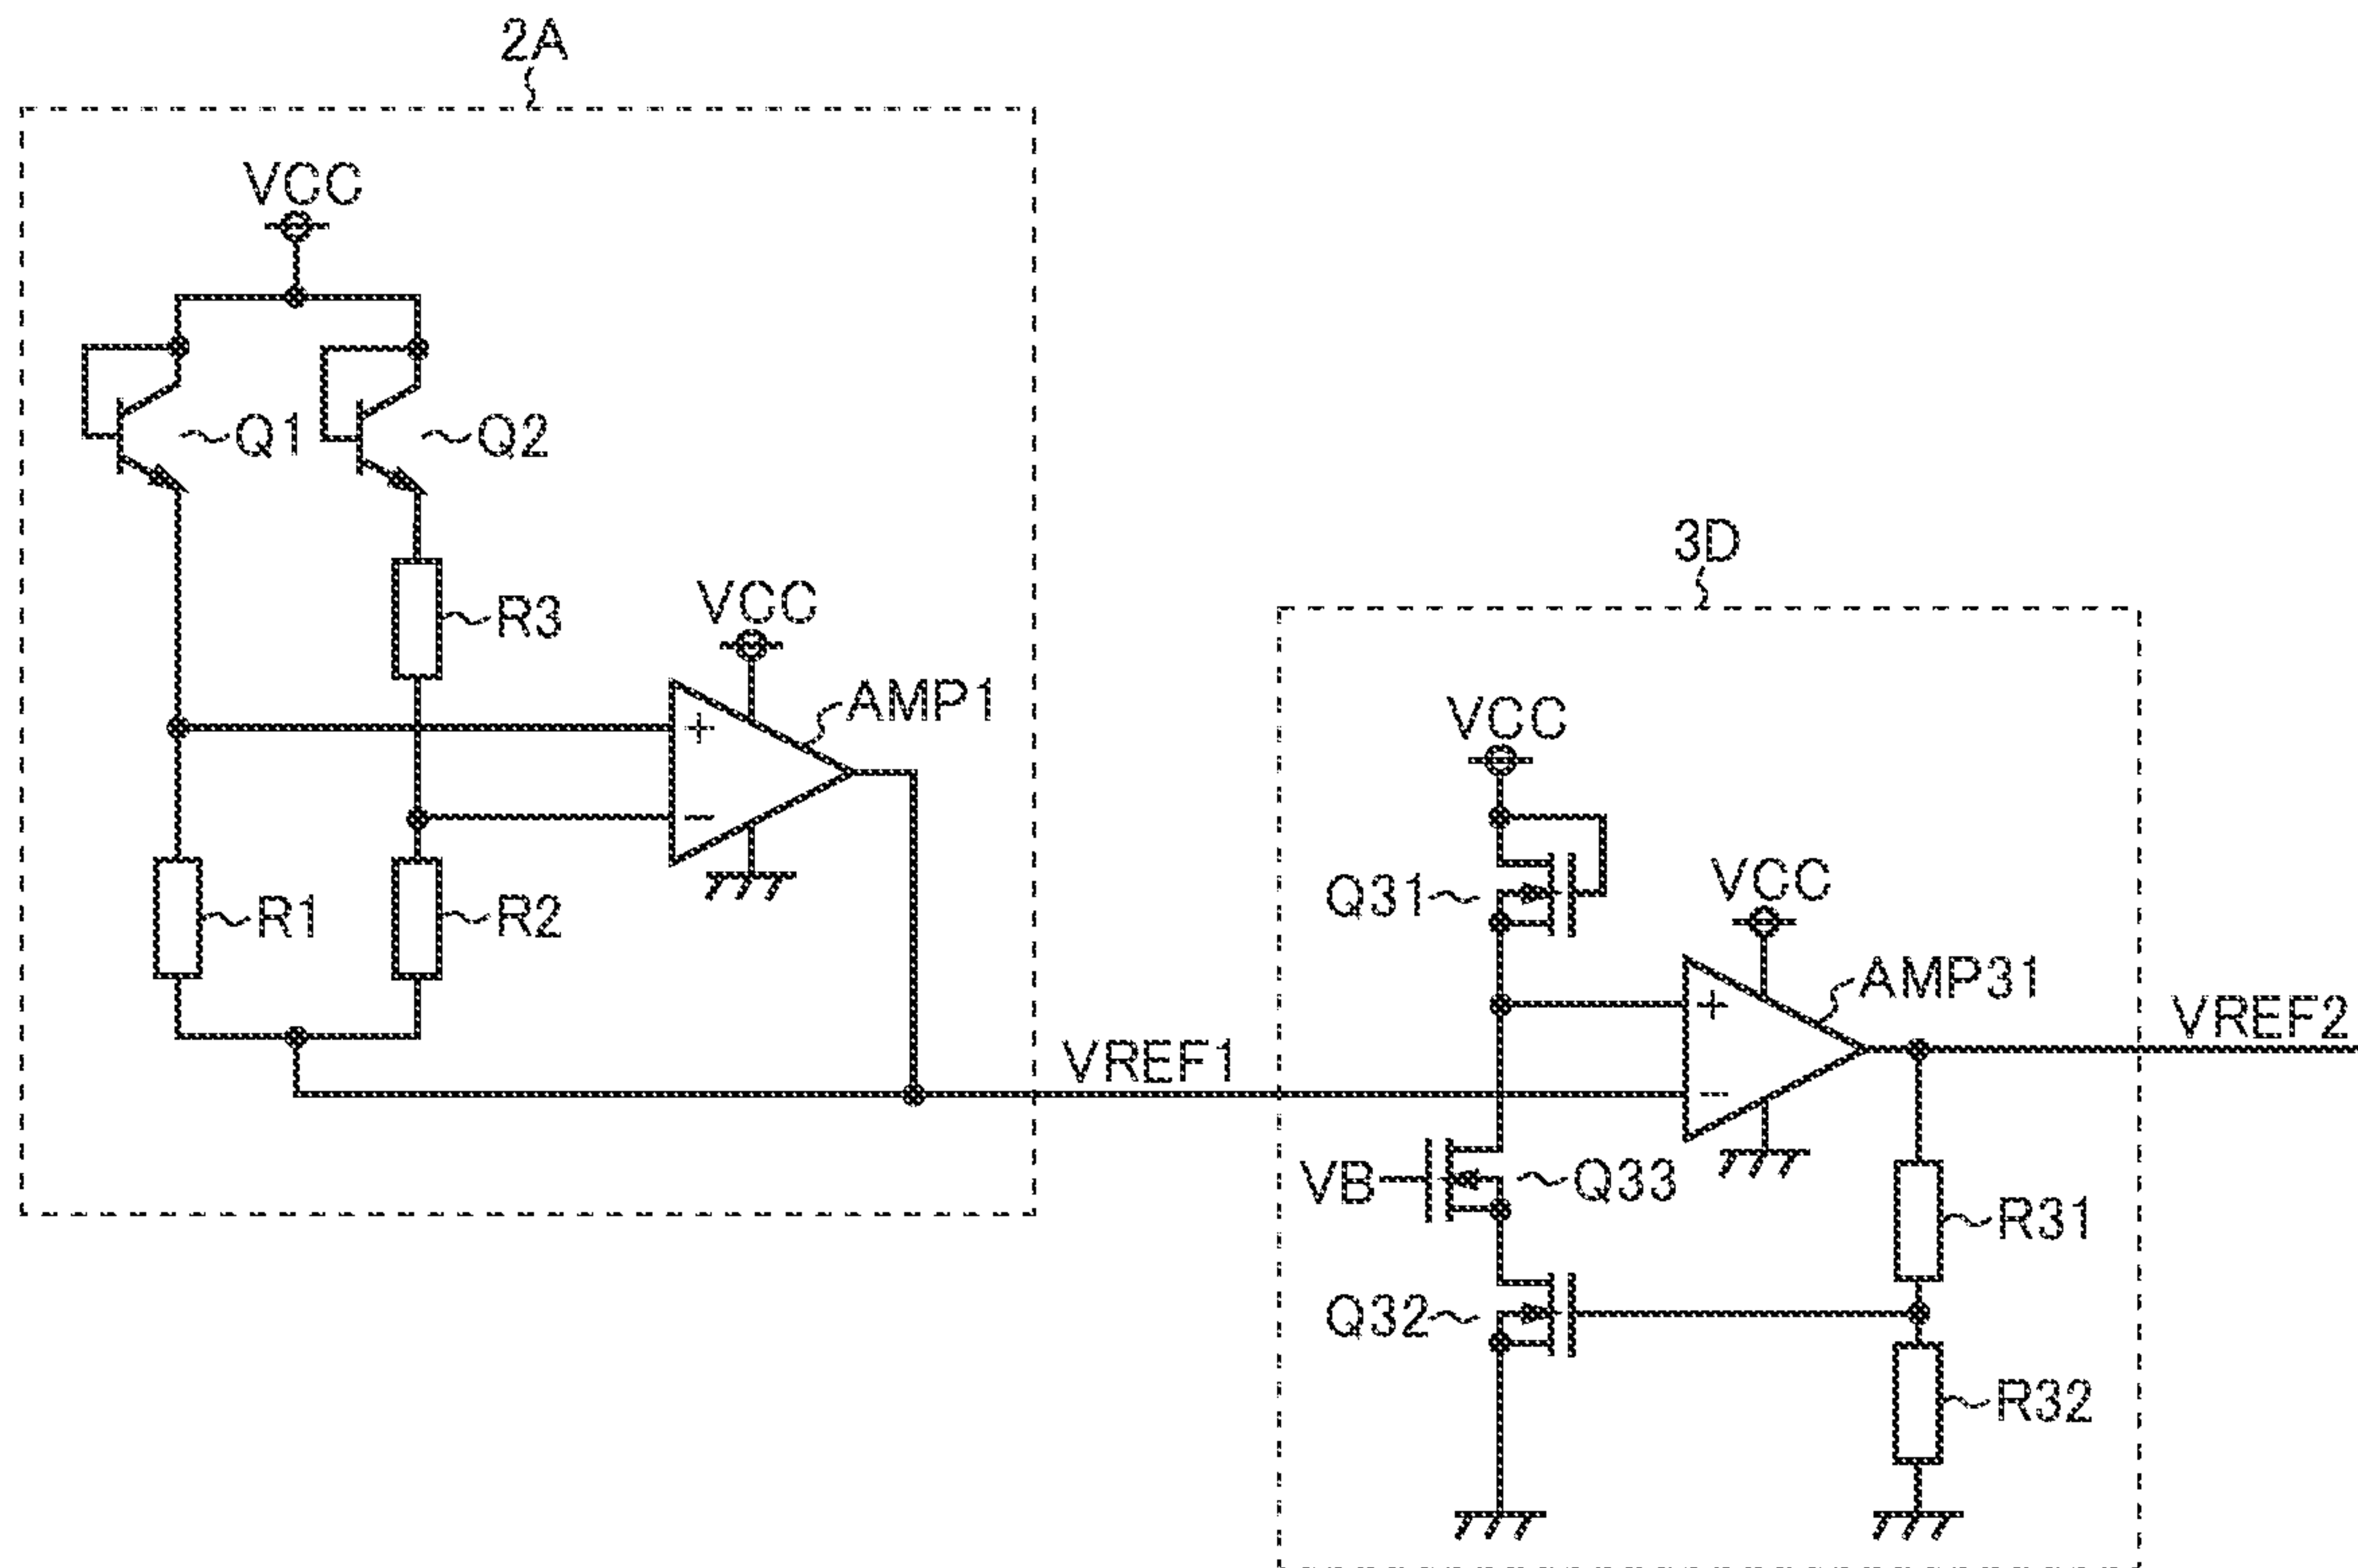 2A
VCC
Q1
Q2
R3
VCC
AMP1
+
-
R1
R2
VREF1
3D
VCC
Q31
VCC
AMP31
+
-
VREF2
VB
Q33
R31
Q32
R32